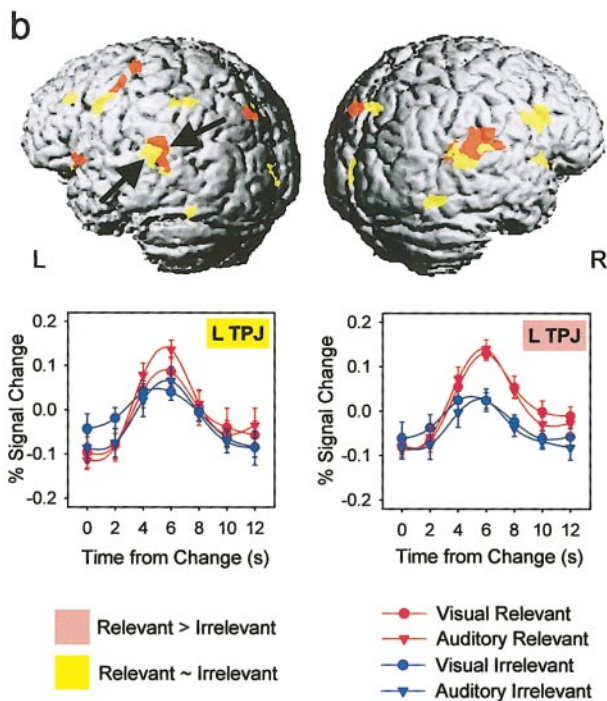 b
L
R
L TPJ
% Signal Change
0.2
0.1
0.0
-0.1
-0.2
0 2 4 6 8 10 12
Time from Change (s)
L TPJ
% Signal Change
0.2
0.1
0.0
-0.1
-0.2
0 2 4 6 8 10 12
Time from Change (s)
Relevant > Irrelevant
Relevant ~ Irrelevant
Visual Relevant
Auditory Relevant
Visual Irrelevant
Auditory Irrelevant